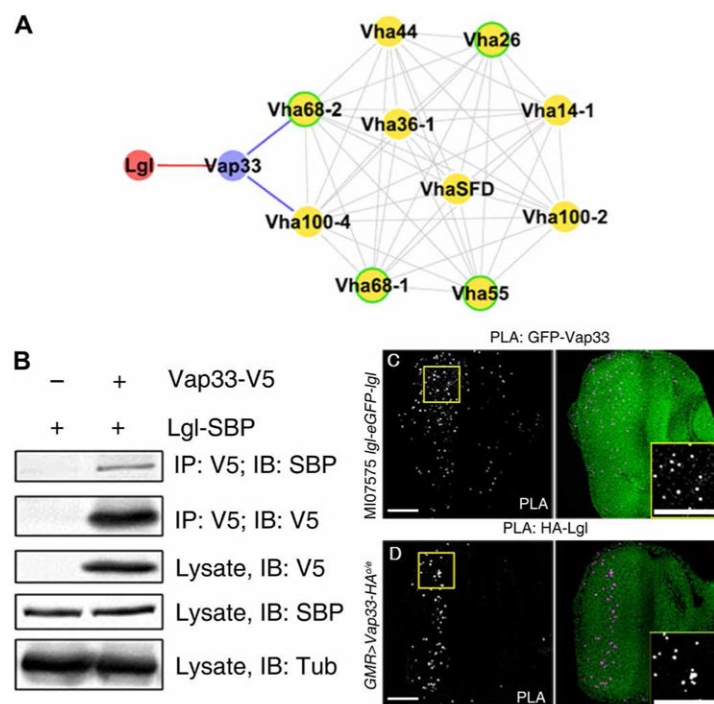 A
Vha44
Vha26
Vha68-2
Vha36-1
Vha14-1
Lgl
Vap33
VhaSFD
Vha100-4
Vha100-2
Vha68-1
Vha55
B
– + Vap33-V5
+ + Lgl-SBP
IP: V5; IB: SBP
IP: V5; IB: V5
Lysate, IB: V5
Lysate, IB: SBP
Lysate, IB: Tub
PLA: GFP-Vap33
C
MI07575 lgl-eGFP-lgl
PLA
PLA: HA-Lgl
D
GMR>Vap33-HAo/e
PLA